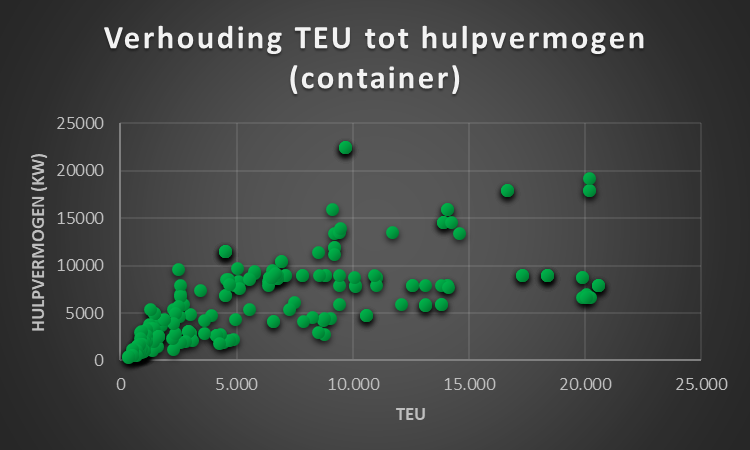 Verhouding TEU tot hulpvermogen
(container)
HULPVERMOGEN (KW)
25000
20000
15000
10000
5000
0
0 5.000 10.000 15.000 20.000 25.000
TEU